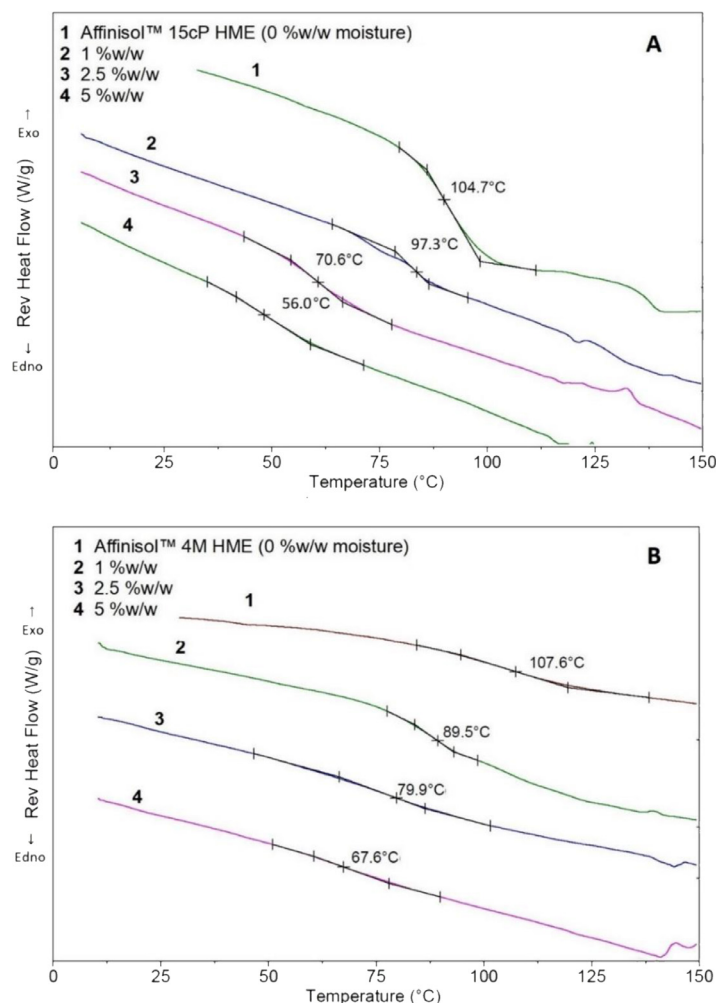 1 Affinisol™ 15cP HME (0 %w/w moisture)
2 1 %w/w
3 2.5 %w/w
4 5 %w/w
A
↑
Exo
Rev Heat Flow (W/g)
↓
Edno
1
2
3
4
104.7°C
97.3°C
70.6°C
56.0°C
0 50 75 100 125 150
Temperature (°C)
1 Affinisol™ 4M HME (0 %w/w moisture)
2 1 %w/w
3 2.5 %w/w
4 5 %w/w
B
↑
Exo
Rev Heat Flow (W/g)
↓
Edno
1
2
3
4
107.6°C
89.5°C
79.9°C
67.6°C
0 25 50 75 100 125 150
Temperature (°C)